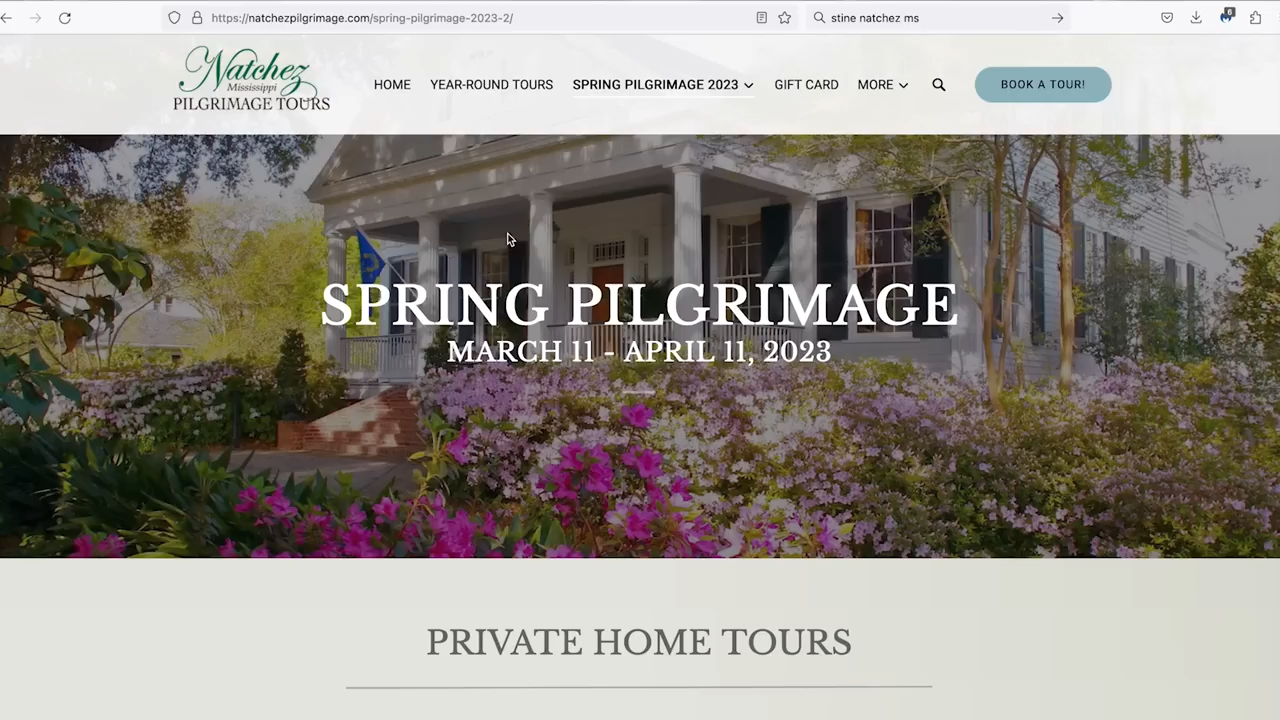 https://natchezpilgrimage.com/spring-pilgrimage-2023-2/
stine natchez ms
6
Natchez
Mississippi
PILGRIMAGE TOURS
HOME
YEAR-ROUND TOURS
SPRING PILGRIMAGE 2023
GIFT CARD
MORE
BOOK A TOUR!
SPRING PILGRIMAGE
MARCH 11 - APRIL 11, 2023
PRIVATE HOME TOURS